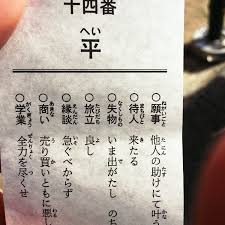 十四番
へい
平
○願事 他人の助けにて叶う
○待人 来たる
○失物 いま出がたし のち
○旅立 良し
○縁談 急ぐべからず
○商い 売り買いともに悪し
○学業 全力を尽くせ